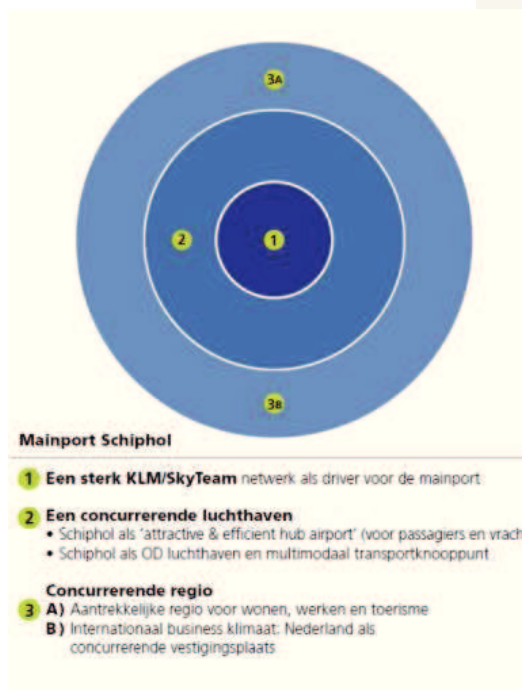 3A
2
1
3B
Mainport Schiphol
1 Een sterk KLM/SkyTeam netwerk als driver voor de mainport
2 Een concurrerende luchthaven
• Schiphol als 'attractive & efficient hub airport' (voor passagiers en vrach
• Schiphol als OD luchthaven en multimodaal transportknooppunt
Concurrerende regio
3 A) Aantrekkelijke regio voor wonen, werken en toerisme
B) Internationaal business klimaat: Nederland als
concurrerende vestigingsplaats